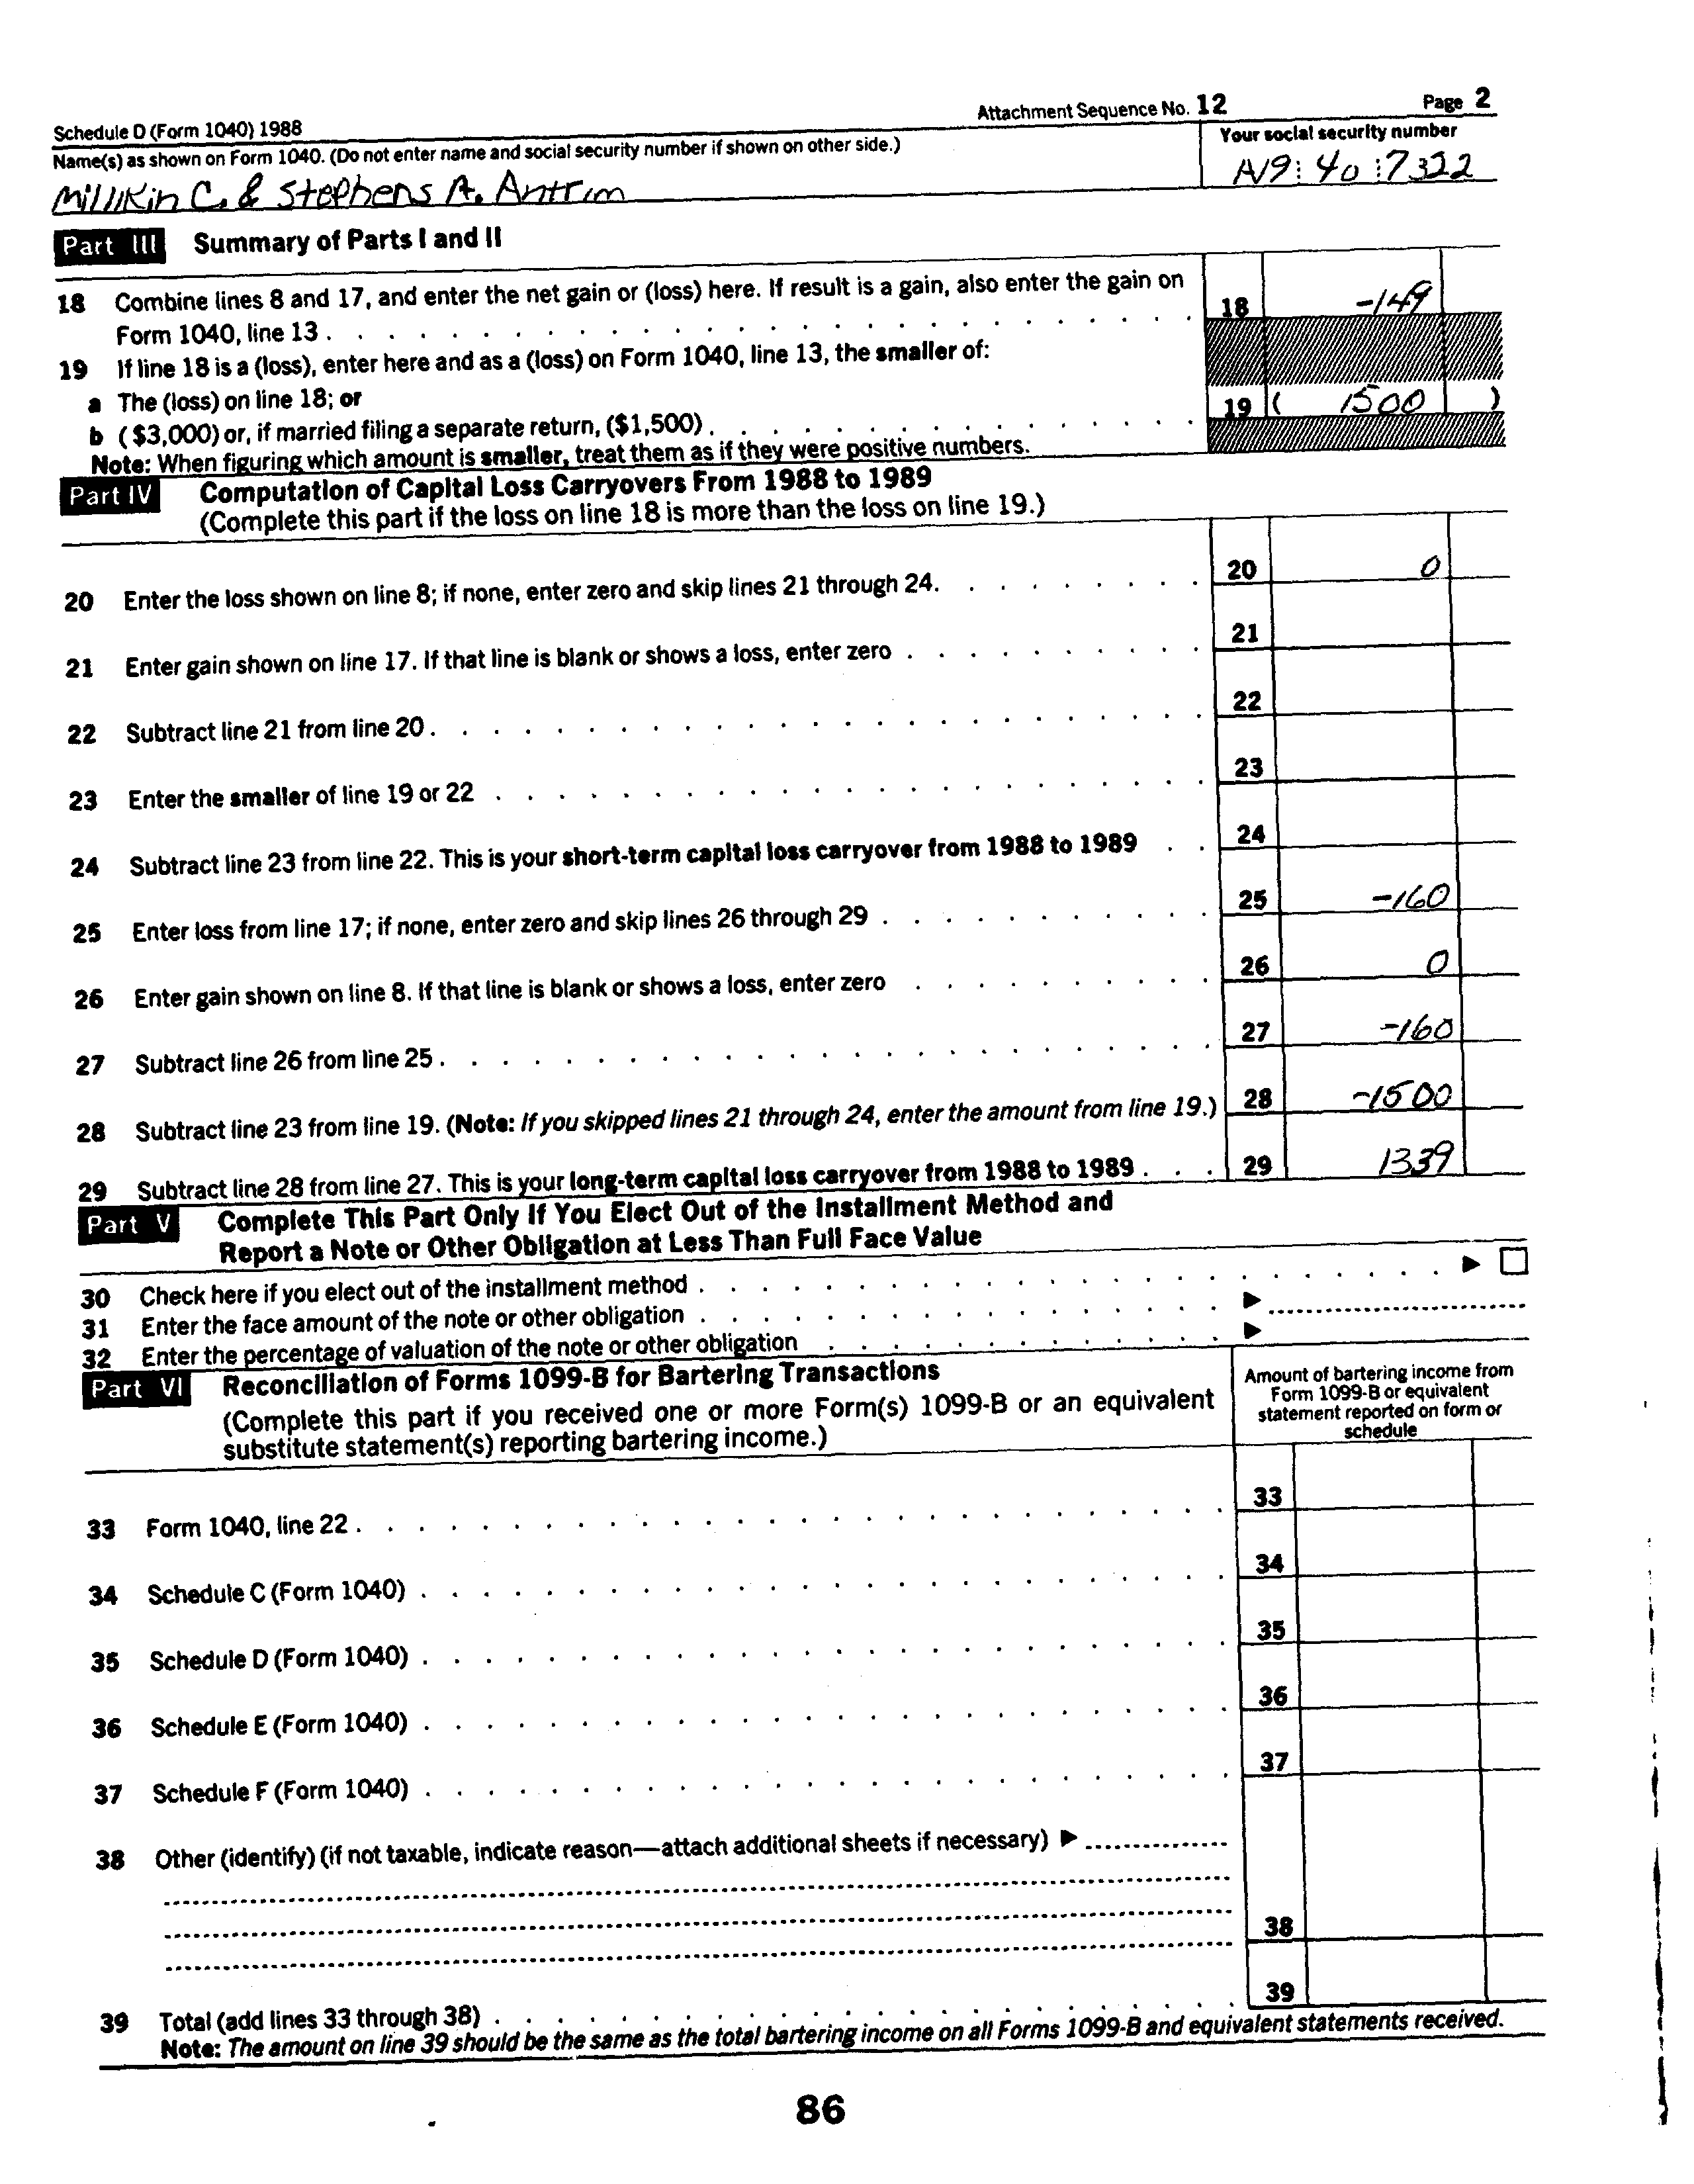 Schedule D (Form 1040) 1988 Attachment Sequence No. 12 Page 2
Name(s) as shown on Form 1040. (Do not enter name and social security number if shown on other side.) Your social security number
Millikin C. & Stephens A. Antrim 40 7322
Part III Summary of Parts I and II
18 Combine lines 8 and 17, and enter the net gain or (loss) here. If result is a gain, also enter the gain on
Form 1040, line 13 . . . 18 -149
19 If line 18 is a (loss), enter here and as a (loss) on Form 1040, line 13, the smaller of:
a The (loss) on line 18; or
b ($3,000) or, if married filing a separate return, ($1,500) . . . 19 ( 1500 )
Note: When figuring which amount is smaller, treat them as if they were positive numbers.
Part IV Computation of Capital Loss Carryovers From 1988 to 1989
(Complete this part if the loss on line 18 is more than the loss on line 19.)
20 Enter the loss shown on line 8; if none, enter zero and skip lines 21 through 24. . . . 20 0
21 Enter gain shown on line 17. If that line is blank or shows a loss, enter zero . . . 21
22 Subtract line 21 from line 20 . . . 22
23 Enter the smaller of line 19 or 22 . . . 23
24 Subtract line 23 from line 22. This is your short-term capital loss carryover from 1988 to 1989 . . 24
25 Enter loss from line 17; if none, enter zero and skip lines 26 through 29 . . . 25 -160
26 Enter gain shown on line 8. If that line is blank or shows a loss, enter zero . . . 26 0
27 Subtract line 26 from line 25 . . . 27 -160
28 Subtract line 23 from line 19. (Note: If you skipped lines 21 through 24, enter the amount from line 19.) 28 -1500
29 Subtract line 28 from line 27. This is your long-term capital loss carryover from 1988 to 1989 . . . 29 1339
Part V Complete This Part Only If You Elect Out of the Installment Method and
Report a Note or Other Obligation at Less Than Full Face Value
30 Check here if you elect out of the installment method . . . ▶ ☐
31 Enter the face amount of the note or other obligation . . . ▶
32 Enter the percentage of valuation of the note or other obligation . . . ▶
Part VI Reconciliation of Forms 1099-B for Bartering Transactions
(Complete this part if you received one or more Form(s) 1099-B or an equivalent
substitute statement(s) reporting bartering income.)
Amount of bartering income from
Form 1099-B or equivalent
statement reported on form or
schedule
33 Form 1040, line 22 . . . 33
34 Schedule C (Form 1040) . . . 34
35 Schedule D (Form 1040) . . . 35
36 Schedule E (Form 1040) . . . 36
37 Schedule F (Form 1040) . . . 37
38 Other (identify) (if not taxable, indicate reason—attach additional sheets if necessary) ▶
38
39 Total (add lines 33 through 38) . . . 39
Note: The amount on line 39 should be the same as the total bartering income on all Forms 1099-B and equivalent statements received.
86